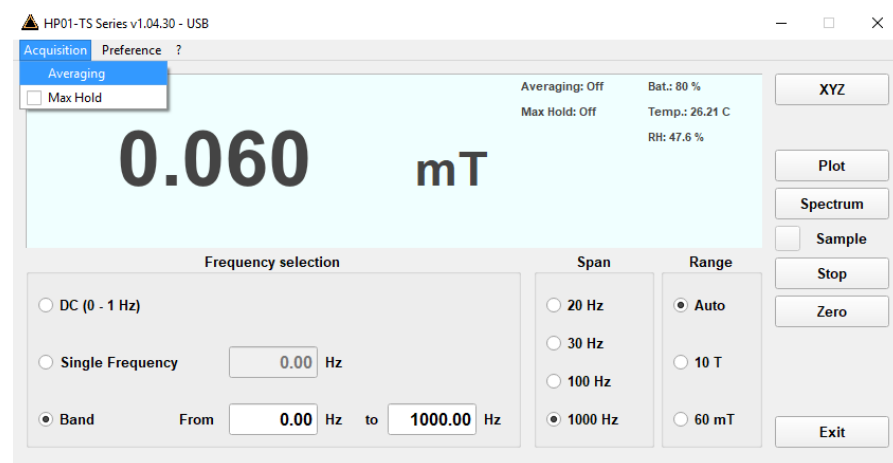 HP01-TS Series v1.04.30 - USB
Acquisition Preference ?
Averaging
Max Hold
Averaging: Off Bat.: 80 %
Max Hold: Off Temp.: 26.21 C
RH: 47.6 %
0.060 mT
XYZ
Plot
Spectrum
Sample
Stop
Zero
Exit
Frequency selection
DC (0 - 1 Hz)
Single Frequency 0.00 Hz
Band From 0.00 Hz to 1000.00 Hz
Span
20 Hz
30 Hz
100 Hz
1000 Hz
Range
Auto
10 T
60 mT